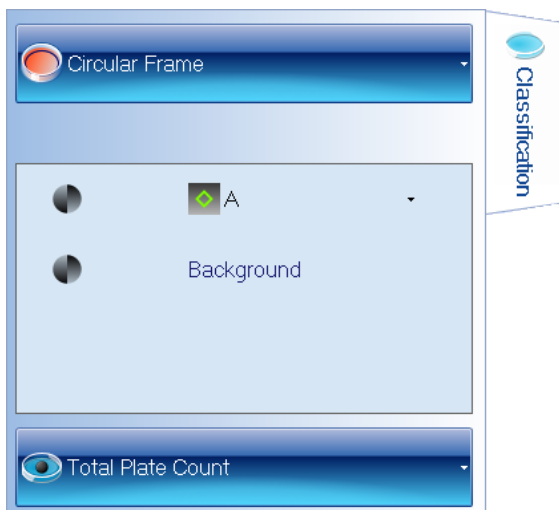 Circular Frame
Classification
A
Background
Total Plate Count